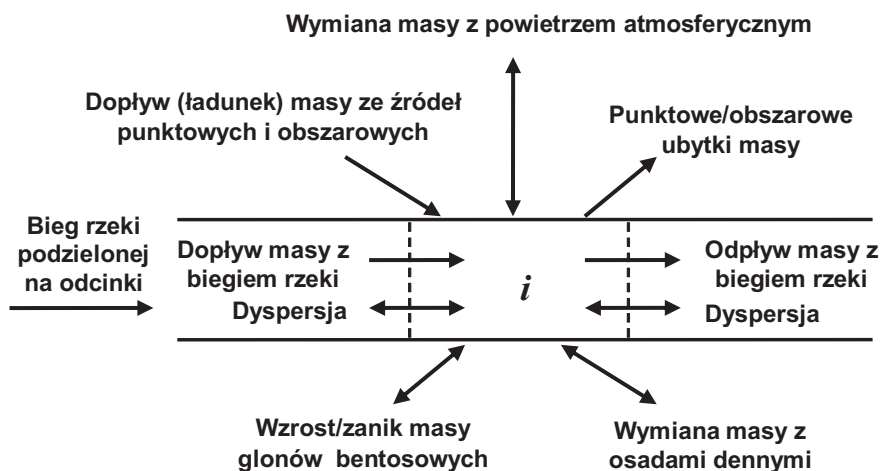 Wymiana masy z powietrzem atmosferycznym
Dopływ (ładunek) masy ze źródeł
punktowych i obszarowych
Punktowe/obszarowe
ubytki masy
Bieg rzeki
podzielonej
na odcinki
Dopływ masy z
biegiem rzeki
Dyspersja
i
Odpływ masy z
biegiem rzeki
Dyspersja
Wzrost/zanik masy
glonów bentosowych
Wymiana masy z
osadami dennymi